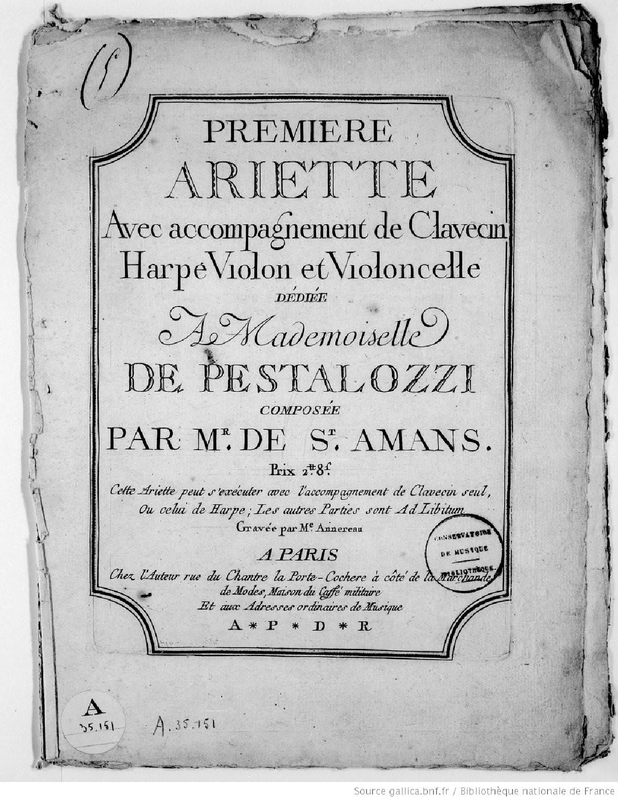 (5)
PREMIERE
ARIETTE
Avec accompagnement de Clavecin
Harpe Violon et Violoncelle
DÉDIÉE
A Mademoiselle
DE PESTALOZZI
COMPOSÉE
PAR Mr. DE St. AMANS.
Prix 2tt. 8f.
Cette Ariette peut s'exécuter avec l'accompagnement de Clavecin seul,
Ou celui de Harpe; Les autres Parties sont Ad Libitum
Gravée par Me Annereau
A PARIS
Chez l'Auteur rue du Chantre la Porte-Cochere à côté de la Marchande
de Modes, Maison du Caffé militaire
Et aux Adresses ordinaires de Musique
A * P * D * R
CONSERVATOIRE
DE MUSIQUE
BIBLIOTHÈQUE
A
35.151
A. 35.151
Source gallica.bnf.fr / Bibliothèque nationale de France